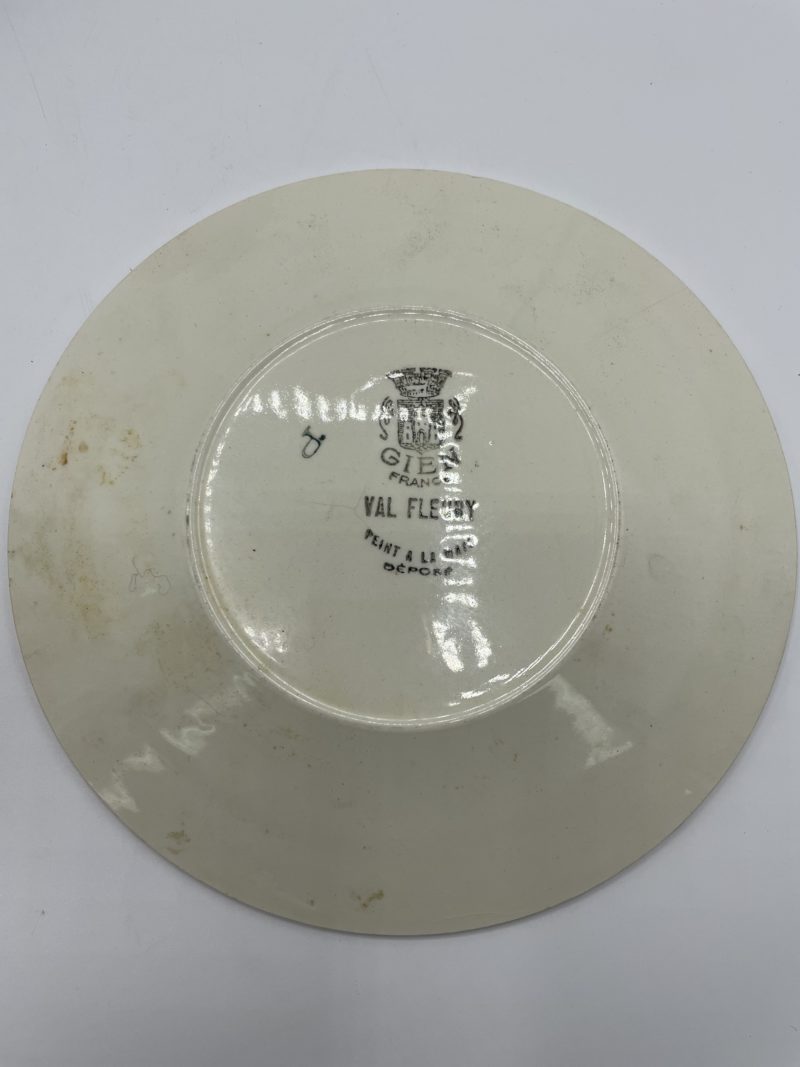 GIEN
FRANCE
VAL FLEURY
PEINT A LA MAIN
DÉPOSÉ